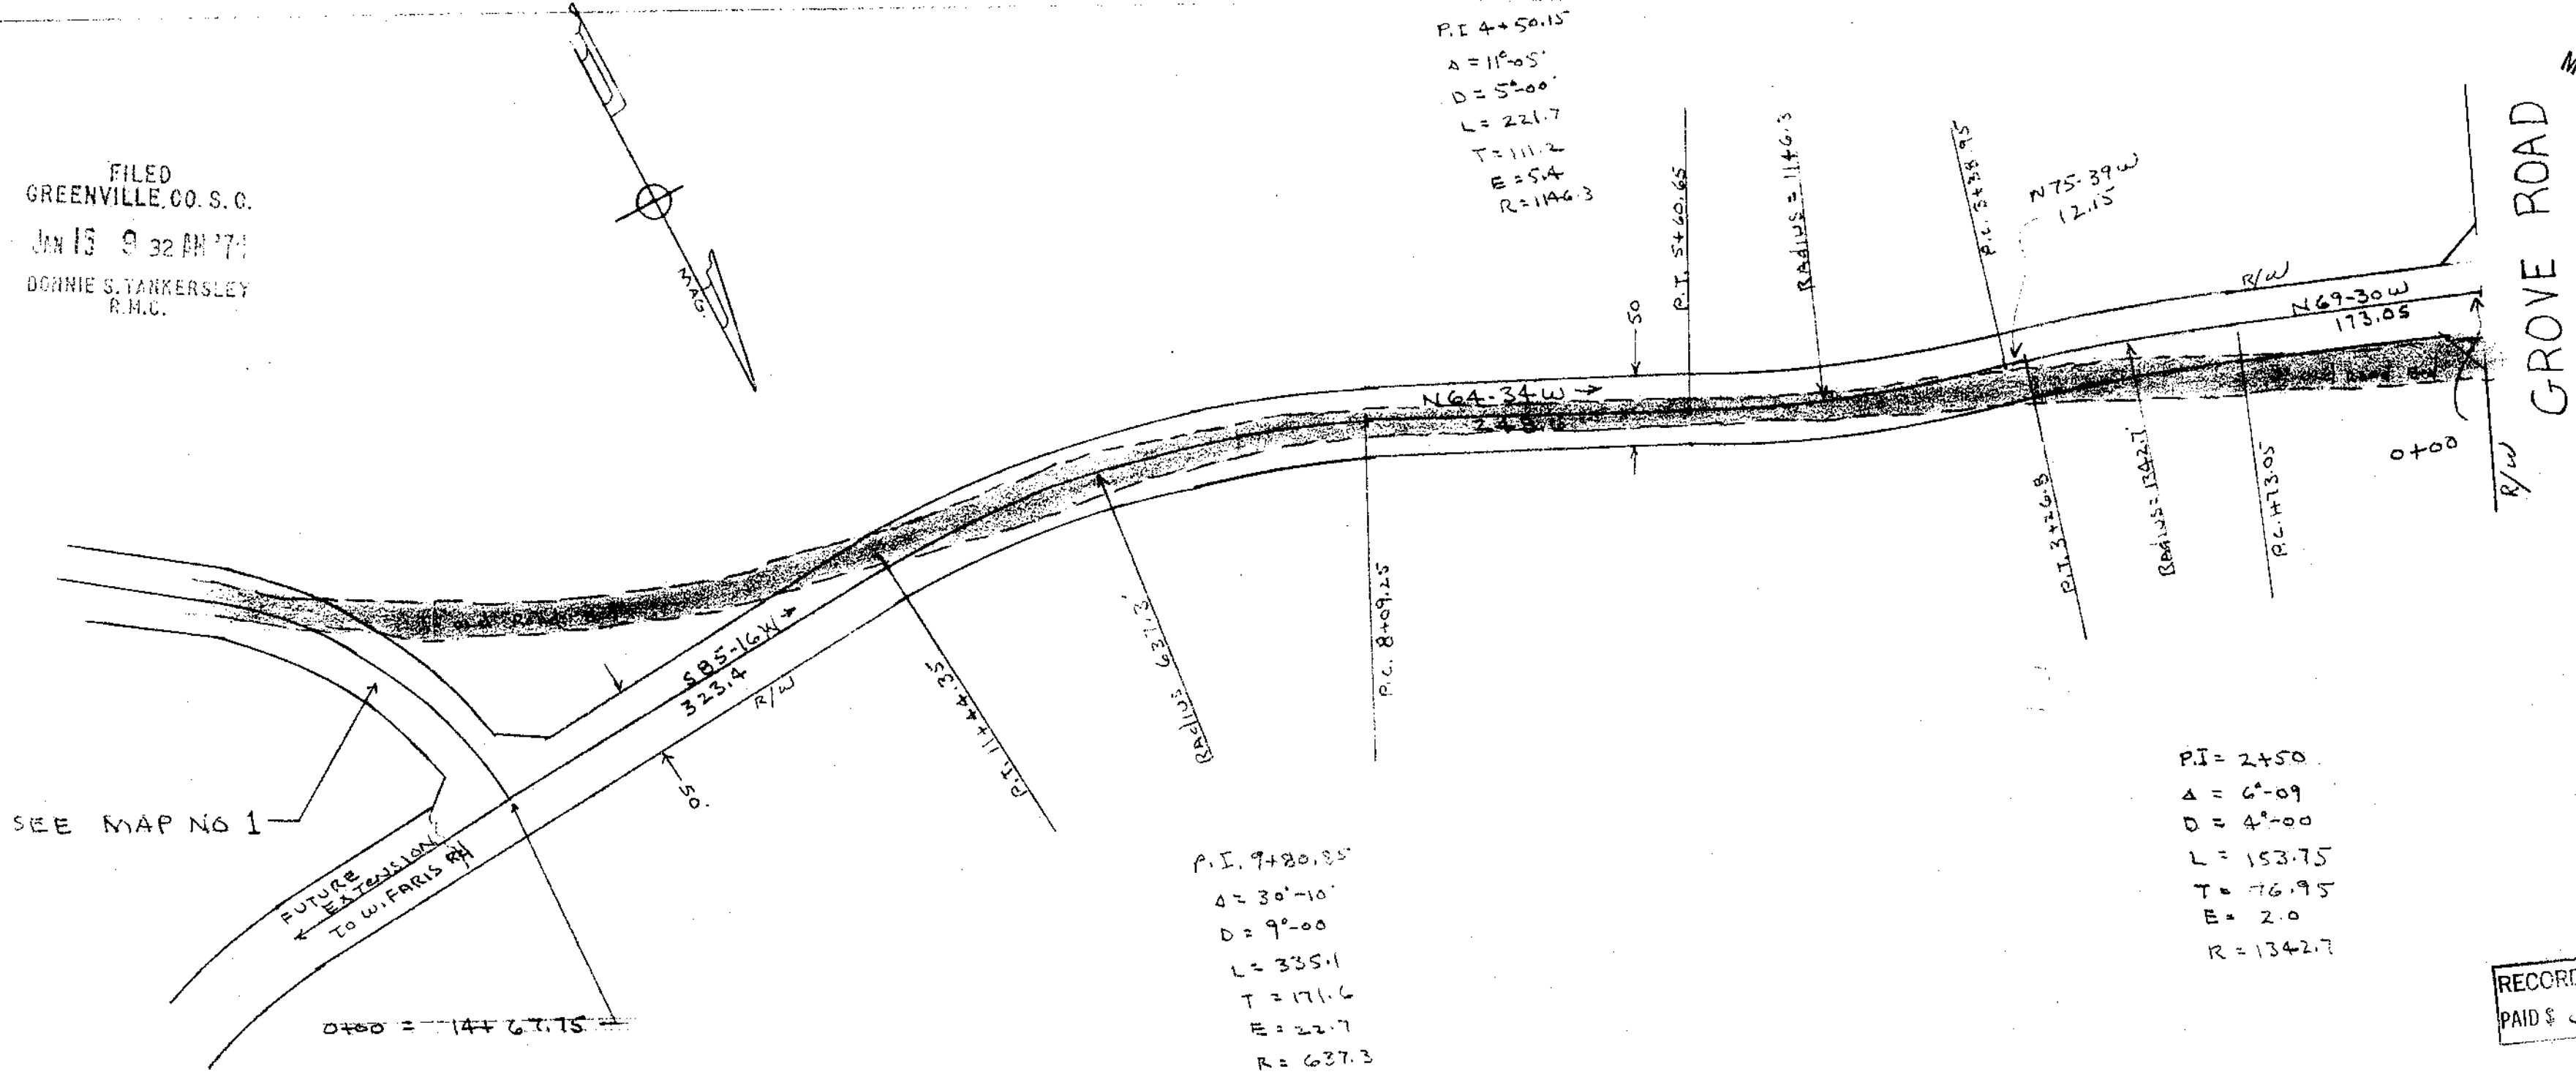 FILED
GREENVILLE, CO. S. C.
JAN 13 9 32 AM '7
DONNIE S. TANKERSLEY
R.M.C.
MAG.
P.I 4+50.15
Δ = 11°-05'
D = 5°-00'
L = 221.7
T = 111.2
E = 5.4
R = 1146.3
P.T. 5+60.65
RADIUS = 1146.3
P.C. 3+38.95
N75-39W
12.15
GROVE ROAD
R/W
N69-30W
173.05
50
N64-34W
248.6
0+00
R/W
P.T. 3+26.8
RADIUS = 1342.7
P.C. 1+73.05
P.C. 8+09.25
Radius 637.3'
P.T. 11+44.35
S85-16W
323.4
R/W
50'
SEE MAP NO 1
FUTURE
EXTENSION
TO W. FARIS RD
0+00 = 14+67.75
P.I. 9+80.85
Δ = 30°-10'
D = 9°-00
L = 335.1
T = 171.6
E = 22.7
R = 637.3
P.I = 2+50
Δ = 6°-09
D = 4°-00
L = 153.75
T = 76.95
E = 2.0
R = 1342.7
RECORD
PAID $